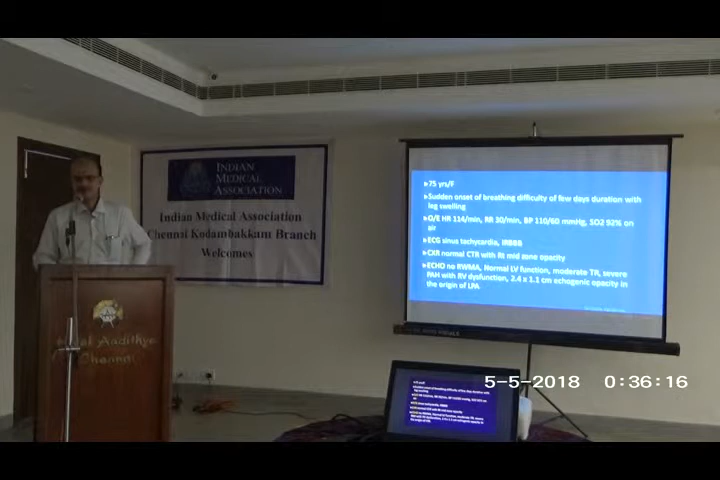 INDIAN
MEDICAL
ASSOCIATION
Indian Medical Association
Chennai Kodambakkam Branch
Welcomes
75 yrs/F
Sudden onset of breathing difficulty of few days duration with
leg swelling
O/E HR 114/min, RR 30/min, BP 110/60 mmHg, SO2 92% on
air
ECG sinus tachycardia, IRBBB
CXR normal CTR with Rt mid zone opacity
ECHO no RWMA, Normal LV function, moderate TR, severe
PAH with RV dysfunction, 2.4 x 1.1 cm echogenic opacity in
the origin of LPA
Hotel Aadithya
Chennai
5-5-2018 0:36:16